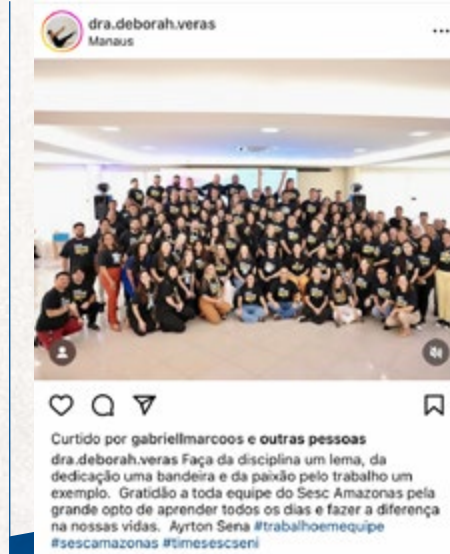 dra.deborah.veras
Manaus
Curtido por gabriellmarcoos e outras pessoas
dra.deborah.veras Faça da disciplina um lema, da
dedicação uma bandeira e da paixão pelo trabalho um
exemplo. Gratidão a toda equipe do Sesc Amazonas pela
grande opto de aprender todos os dias e fazer a diferença
na nossas vidas. Ayrton Sena #trabalhoemequipe
#sescamazonas #timesescseni